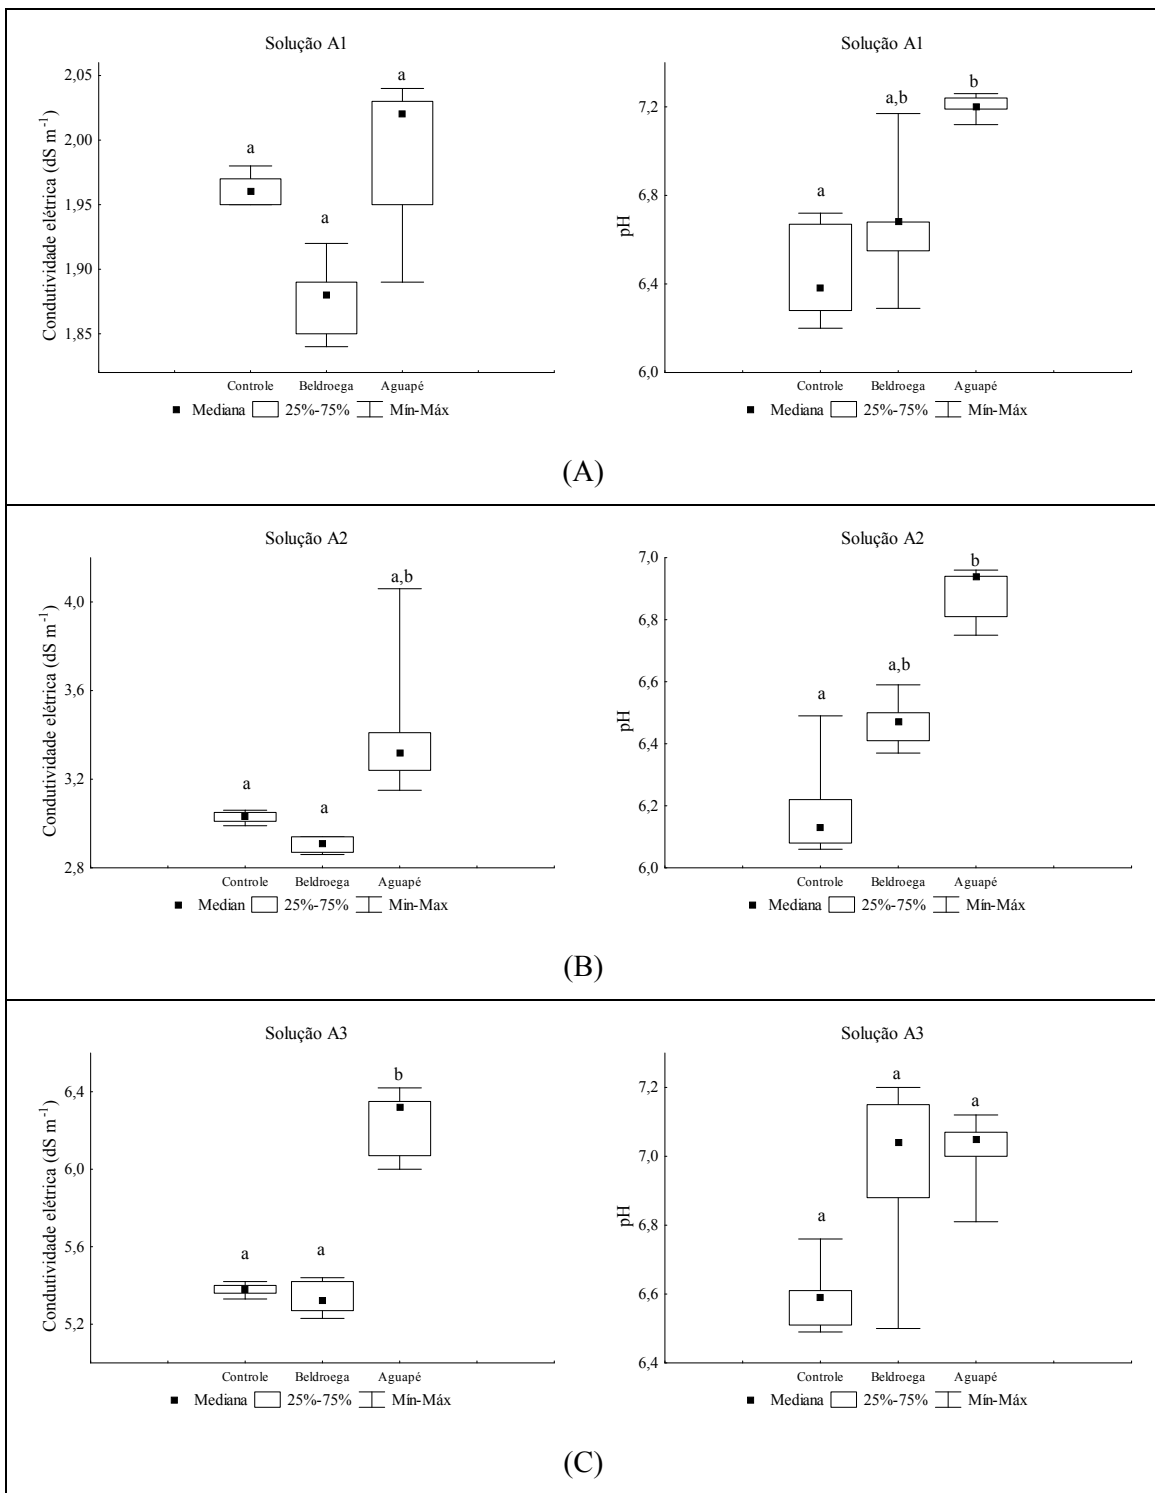 Solução A1
Condutividade elétrica (dS m⁻¹)
2,05
2,00
1,95
1,90
1,85
a
a
a
Controle Beldroega Aguapé
Mediana 25%-75% Mín-Máx
Solução A1
pH
7,2
6,8
6,4
6,0
a
a,b
b
Controle Beldroega Aguapé
Mediana 25%-75% Mín-Máx
(A)
Solução A2
Condutividade elétrica (dS m⁻¹)
4,0
3,6
3,2
2,8
a
a
a,b
Controle Beldroega Aguapé
Median 25%-75% Min-Max
Solução A2
pH
7,0
6,8
6,6
6,4
6,2
6,0
a
a,b
b
Controle Beldroega Aguapé
Mediana 25%-75% Mín-Máx
(B)
Solução A3
Condutividade elétrica (dS m⁻¹)
6,4
6,0
5,6
5,2
a
a
b
Controle Beldroega Aguapé
Mediana 25%-75% Mín-Máx
Solução A3
pH
7,2
7,0
6,8
6,6
6,4
a
a
a
Controle Beldroega Aguapé
Mediana 25%-75% Mín-Máx
(C)